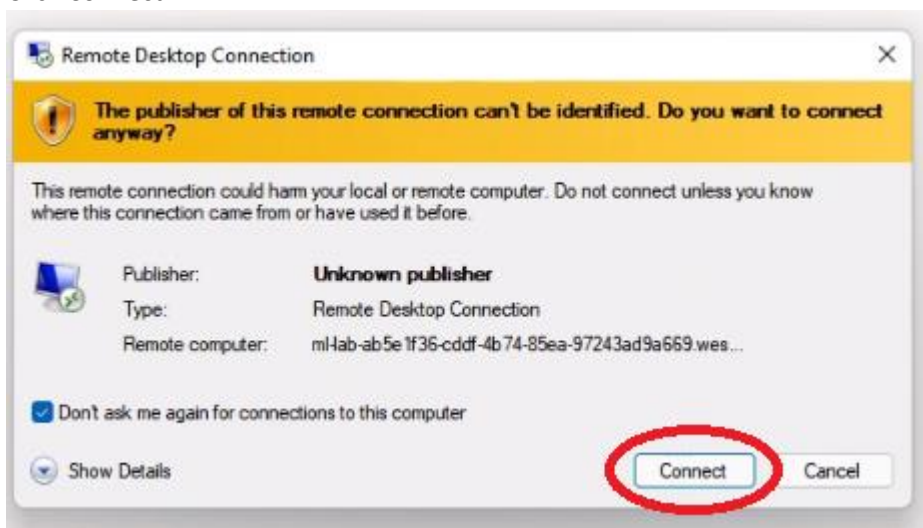 Remote Desktop Connection
The publisher of this remote connection can't be identified. Do you want to connect
anyway?
This remote connection could harm your local or remote computer. Do not connect unless you know
where this connection came from or have used it before.
Publisher: Unknown publisher
Type: Remote Desktop Connection
Remote computer: ml-lab-ab5e1f36-cddf-4b74-85ea-97243ad9a669.wes...
Don't ask me again for connections to this computer
Show Details Connect Cancel